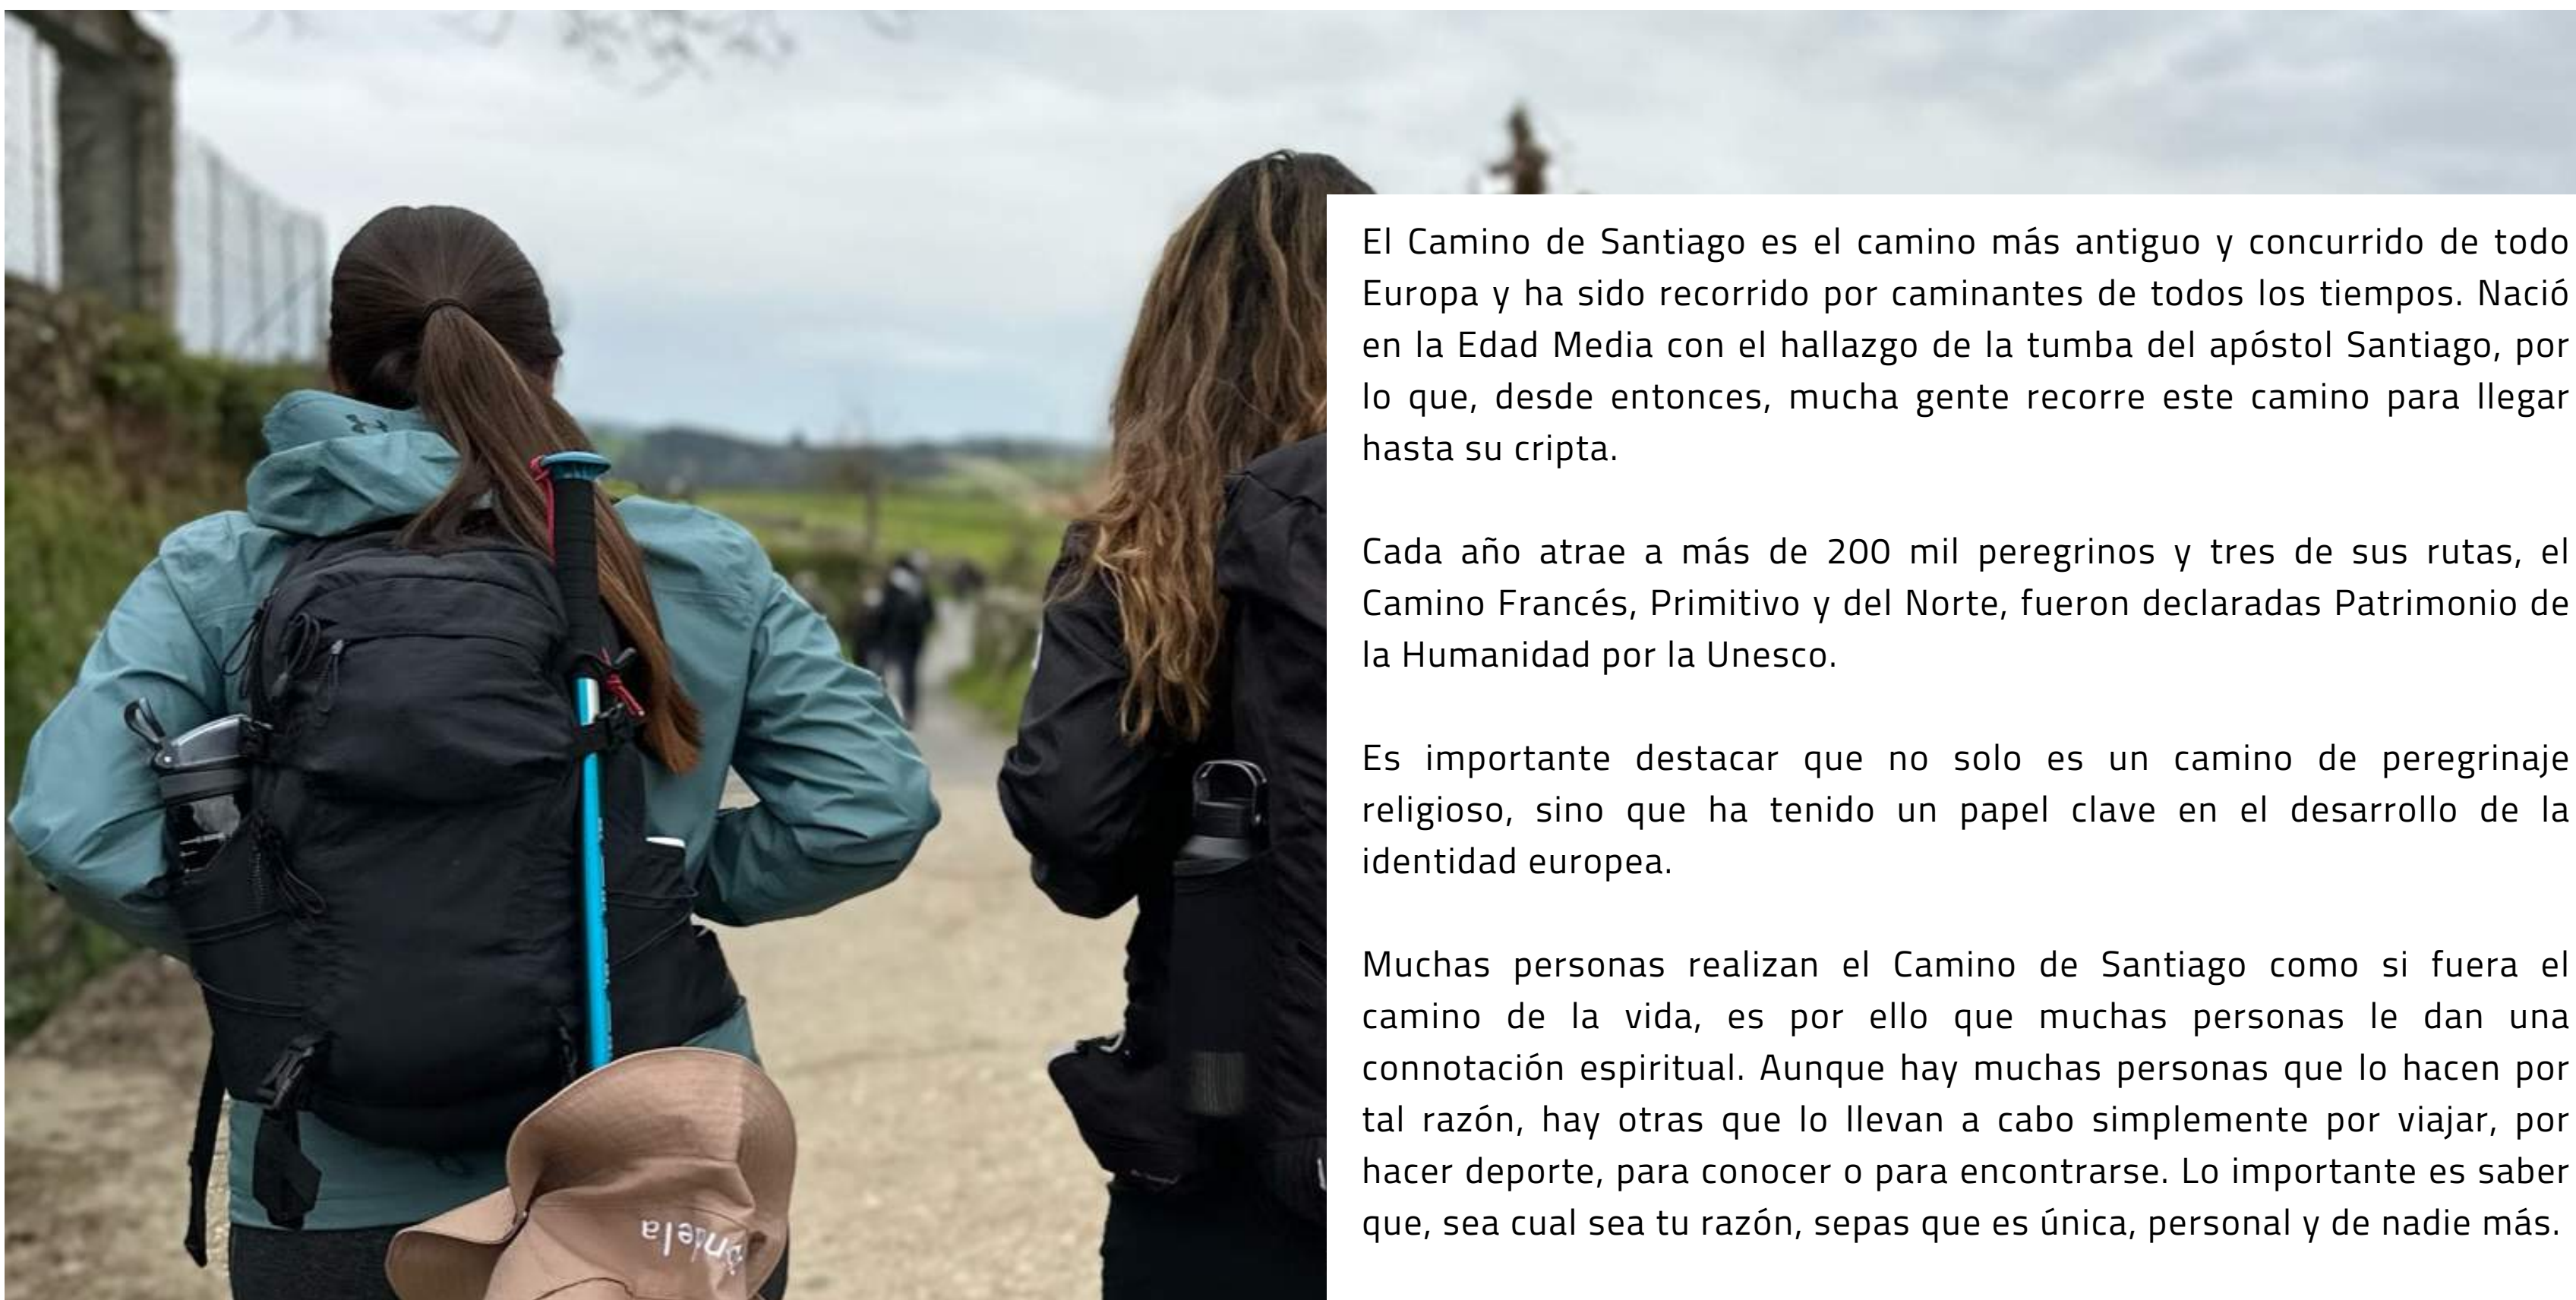 El Camino de Santiago es el camino más antiguo y concurrido de todo
Europa y ha sido recorrido por caminantes de todos los tiempos. Nació
en la Edad Media con el hallazgo de la tumba del apóstol Santiago, por
lo que, desde entonces, mucha gente recorre este camino para llegar
hasta su cripta.
Cada año atrae a más de 200 mil peregrinos y tres de sus rutas, el
Camino Francés, Primitivo y del Norte, fueron declaradas Patrimonio de
la Humanidad por la Unesco.
Es importante destacar que no solo es un camino de peregrinaje
religioso, sino que ha tenido un papel clave en el desarrollo de la
identidad europea.
Muchas personas realizan el Camino de Santiago como si fuera el
camino de la vida, es por ello que muchas personas le dan una
connotación espiritual. Aunque hay muchas personas que lo hacen por
tal razón, hay otras que lo llevan a cabo simplemente por viajar, por
hacer deporte, para conocer o para encontrarse. Lo importante es saber
que, sea cual sea tu razón, sepas que es única, personal y de nadie más.